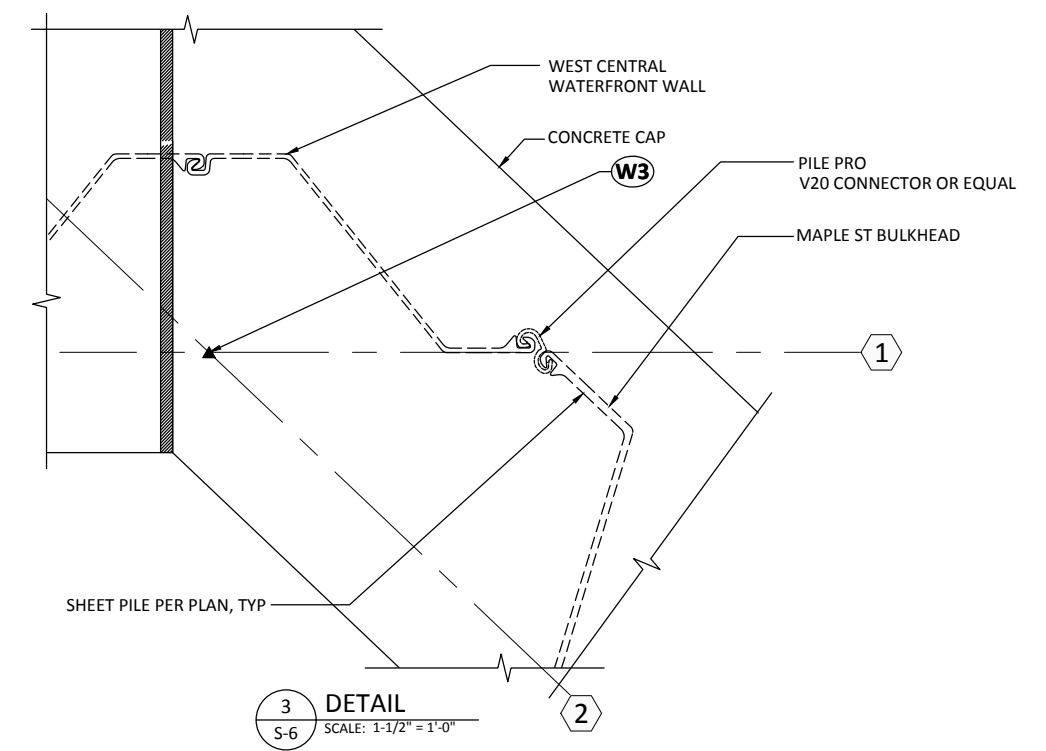 WEST CENTRAL
WATERFRONT WALL
CONCRETE CAP
W3
PILE PRO
V20 CONNECTOR OR EQUAL
MAPLE ST BULKHEAD
1
SHEET PILE PER PLAN, TYP
2
3
S-6
DETAIL
SCALE: 1-1/2" = 1'-0"